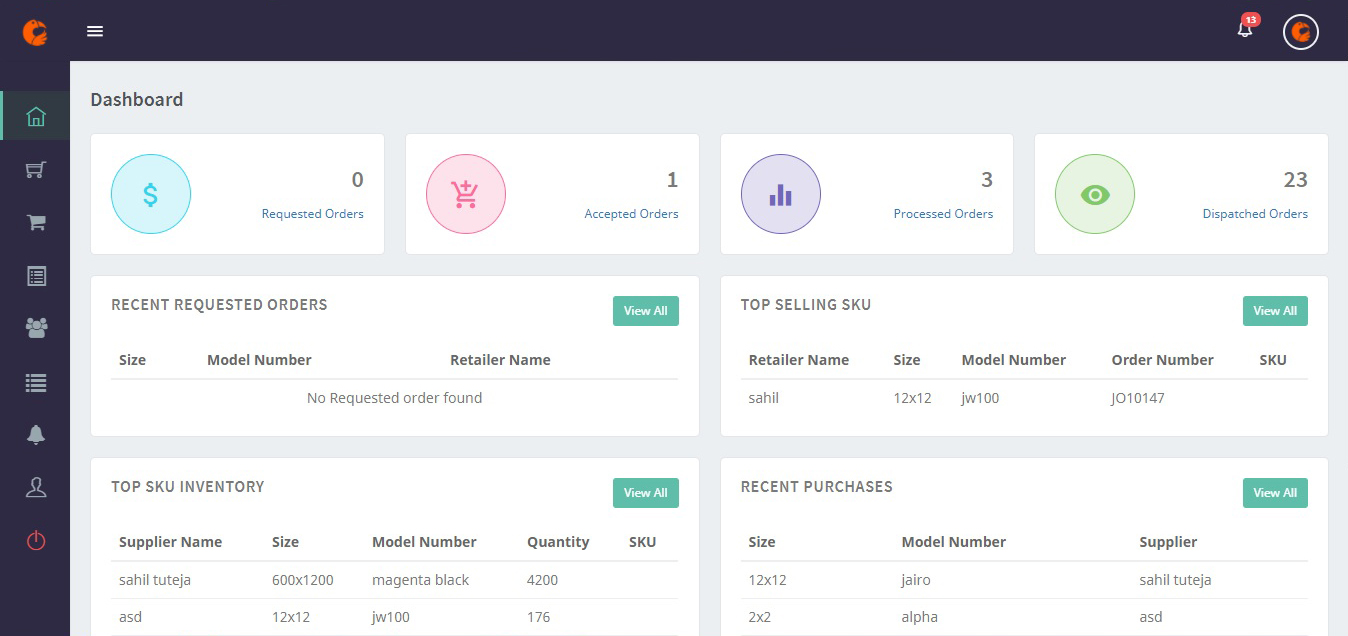 13
Dashboard
0
Requested Orders
1
Accepted Orders
3
Processed Orders
23
Dispatched Orders
RECENT REQUESTED ORDERS View All
Size Model Number Retailer Name
No Requested order found
TOP SELLING SKU View All
Retailer Name Size Model Number Order Number SKU
sahil 12x12 jw100 JO10147
TOP SKU INVENTORY View All
Supplier Name Size Model Number Quantity SKU
sahil tuteja 600x1200 magenta black 4200
asd 12x12 jw100 176
RECENT PURCHASES View All
Size Model Number Supplier
12x12 jairo sahil tuteja
2x2 alpha asd